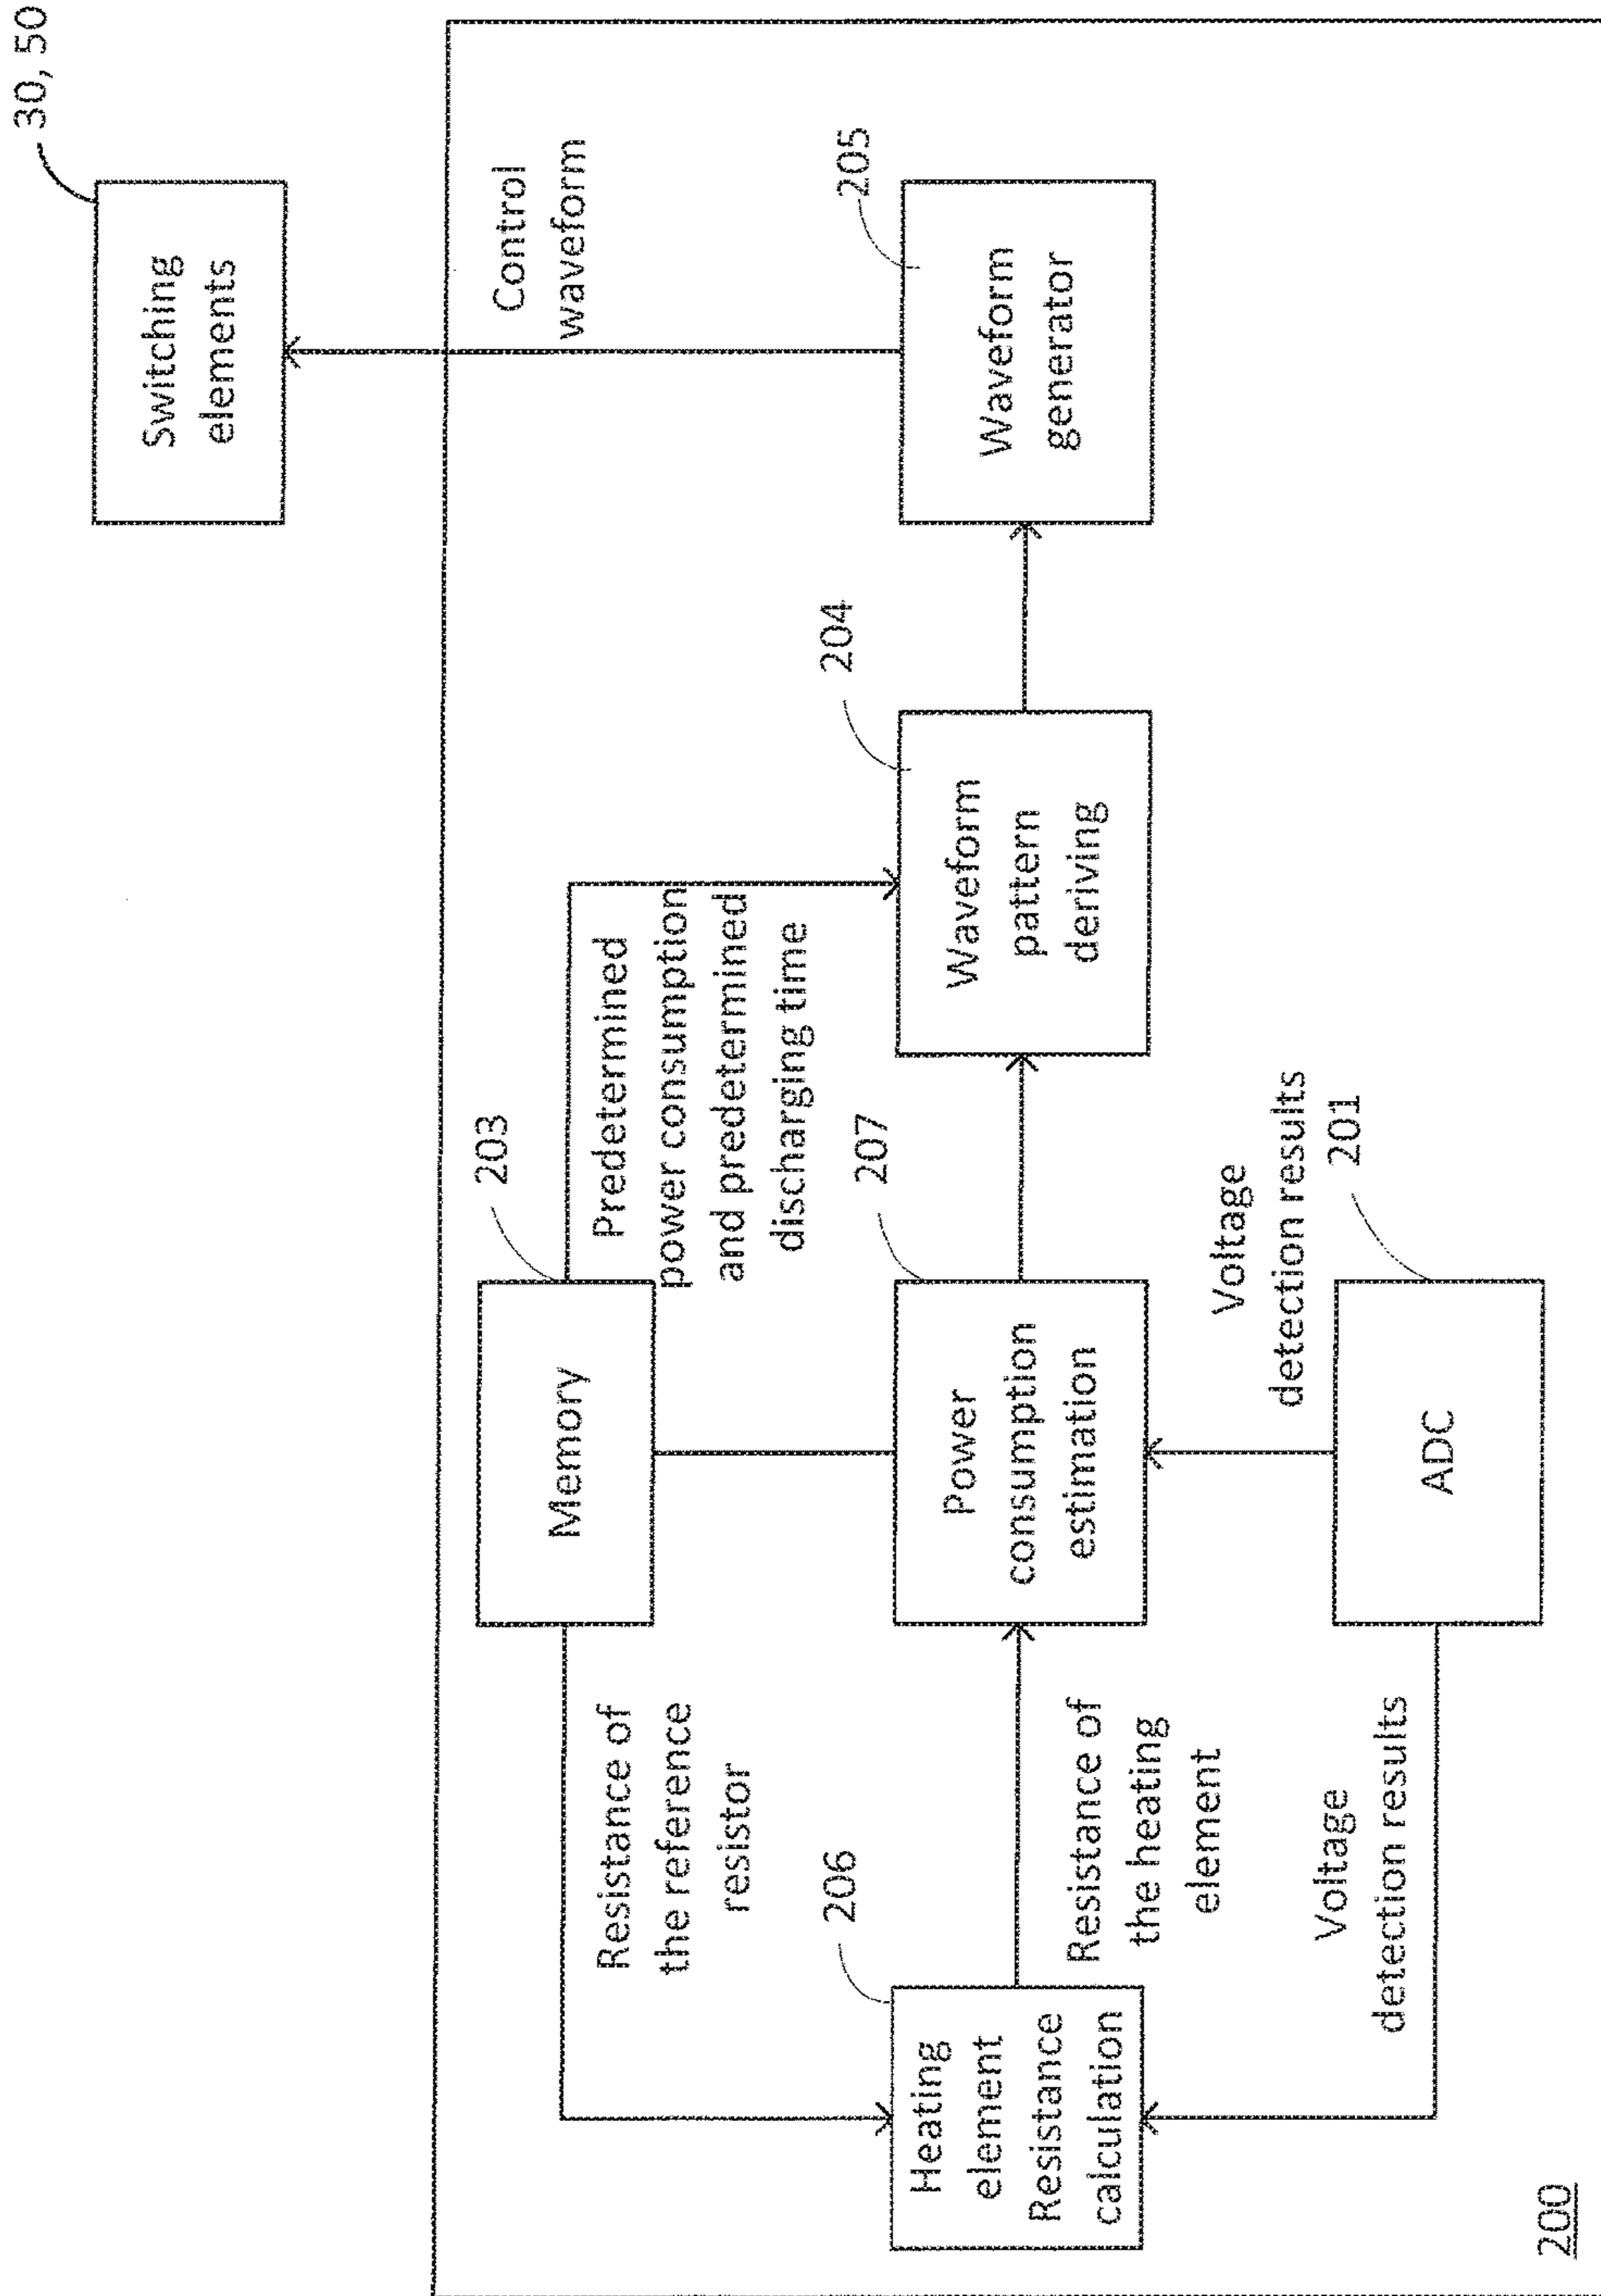 30, 50
Switching
elements
Control
waveform
205
Waveform
generator
204
Waveform
pattern
deriving
203
Memory
Predetermined
power consumption
and predetermined
discharging time
207
Power
consumption
estimation
Voltage
detection results
201
ADC
Resistance of
the reference
resistor
206
Heating
element
Resistance
calculation
Resistance of
the heating
element
Voltage
detection results
200